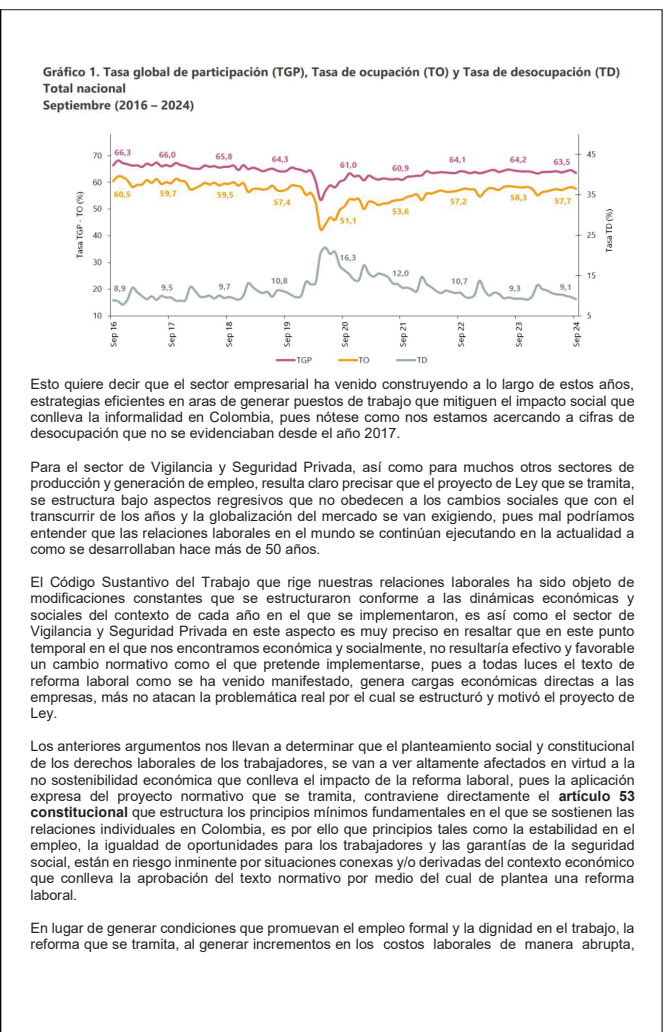 Gráfico 1. Tasa global de participación (TGP), Tasa de ocupación (TO) y Tasa de desocupación (TD)
Total nacional
Septiembre (2016 – 2024)
Tasa TGP - TO (%)
70
60
50
40
30
20
10
66,3
66,0
65,8
64,3
61,0
60,9
64,1
64,2
63,5
60,5
59,7
59,5
57,4
51,1
53,6
57,2
58,3
57,7
8,9
9,5
9,7
10,8
16,3
12,0
10,7
9,3
9,1
45
35
25
15
5
Tasa TD (%)
Sep 16
Sep 17
Sep 18
Sep 19
Sep 20
Sep 21
Sep 22
Sep 23
Sep 24
TGP TO TD
Esto quiere decir que el sector empresarial ha venido construyendo a lo largo de estos años,
estrategias eficientes en aras de generar puestos de trabajo que mitiguen el impacto social que
conlleva la informalidad en Colombia, pues nótese como nos estamos acercando a cifras de
desocupación que no se evidenciaban desde el año 2017.
Para el sector de Vigilancia y Seguridad Privada, así como para muchos otros sectores de
producción y generación de empleo, resulta claro precisar que el proyecto de Ley que se tramita,
se estructura bajo aspectos regresivos que no obedecen a los cambios sociales que con el
transcurrir de los años y la globalización del mercado se van exigiendo, pues mal podríamos
entender que las relaciones laborales en el mundo se continúan ejecutando en la actualidad a
como se desarrollaban hace más de 50 años.
El Código Sustantivo del Trabajo que rige nuestras relaciones laborales ha sido objeto de
modificaciones constantes que se estructuraron conforme a las dinámicas económicas y
sociales del contexto de cada año en el que se implementaron, es así como el sector de
Vigilancia y Seguridad Privada en este aspecto es muy preciso en resaltar que en este punto
temporal en el que nos encontramos económica y socialmente, no resultaría efectivo y favorable
un cambio normativo como el que pretende implementarse, pues a todas luces el texto de
reforma laboral como se ha venido manifestado, genera cargas económicas directas a las
empresas, más no atacan la problemática real por el cual se estructuró y motivó el proyecto de
Ley.
Los anteriores argumentos nos llevan a determinar que el planteamiento social y constitucional
de los derechos laborales de los trabajadores, se van a ver altamente afectados en virtud a la
no sostenibilidad económica que conlleva el impacto de la reforma laboral, pues la aplicación
expresa del proyecto normativo que se tramita, contraviene directamente el artículo 53
constitucional que estructura los principios mínimos fundamentales en el que se sostienen las
relaciones individuales en Colombia, es por ello que principios tales como la estabilidad en el
empleo, la igualdad de oportunidades para los trabajadores y las garantías de la seguridad
social, están en riesgo inminente por situaciones conexas y/o derivadas del contexto económico
que conlleva la aprobación del texto normativo por medio del cual de plantea una reforma
laboral.
En lugar de generar condiciones que promuevan el empleo formal y la dignidad en el trabajo, la
reforma que se tramita, al generar incrementos en los costos laborales de manera abrupta,